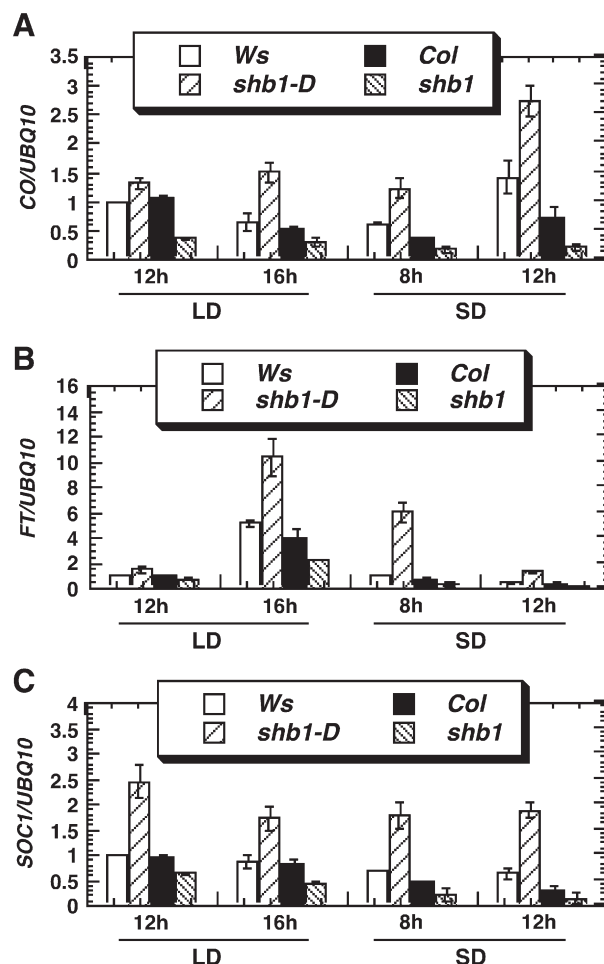 A
Ws Col
shb1-D shb1
CO/UBQ10
3.5
3
2.5
2
1.5
1
0.5
0
12h 16h 8h 12h
LD SD
B
Ws Col
shb1-D shb1
FT/UBQ10
16
14
12
10
8
6
4
2
0
12h 16h 8h 12h
LD SD
C
Ws Col
shb1-D shb1
SOC1/UBQ10
4
3.5
3
2.5
2
1.5
1
0.5
0
12h 16h 8h 12h
LD SD